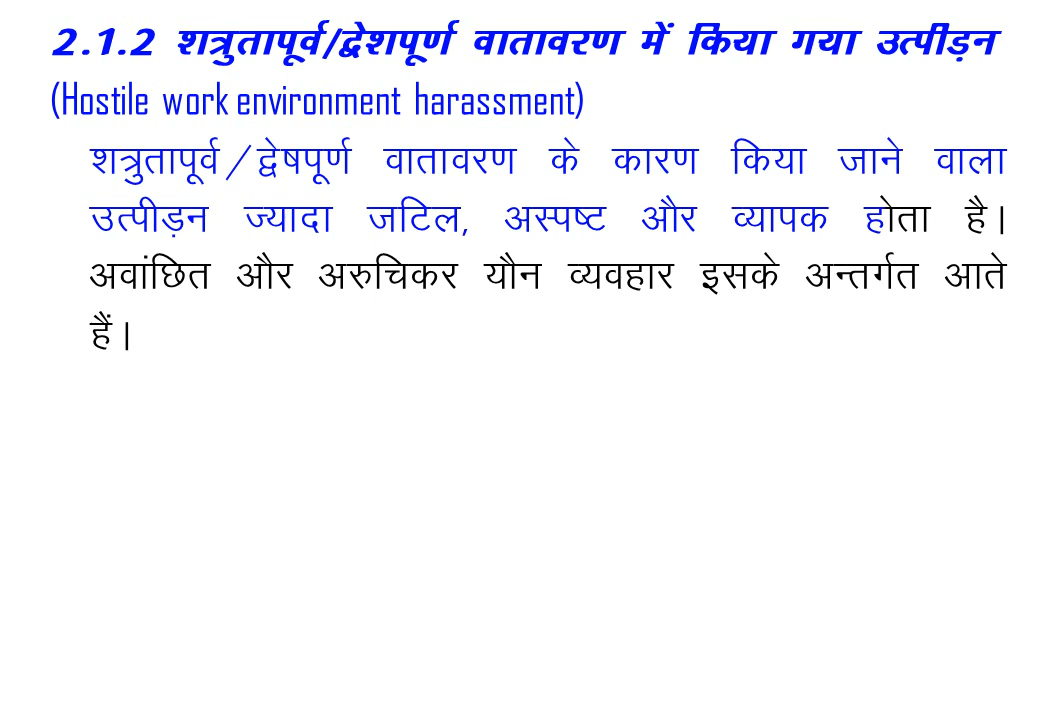 2.1.2 शत्रुतापूर्व/द्वेशपूर्ण वातावरण में किया गया उत्पीड़न
(Hostile work environment harassment)
शत्रुतापूर्व/द्वेषपूर्ण वातावरण के कारण किया जाने वाला
उत्पीड़न ज्यादा जटिल, अस्पष्ट और व्यापक होता है।
अवांछित और अरुचिकर यौन व्यवहार इसके अन्तर्गत आते
हैं।